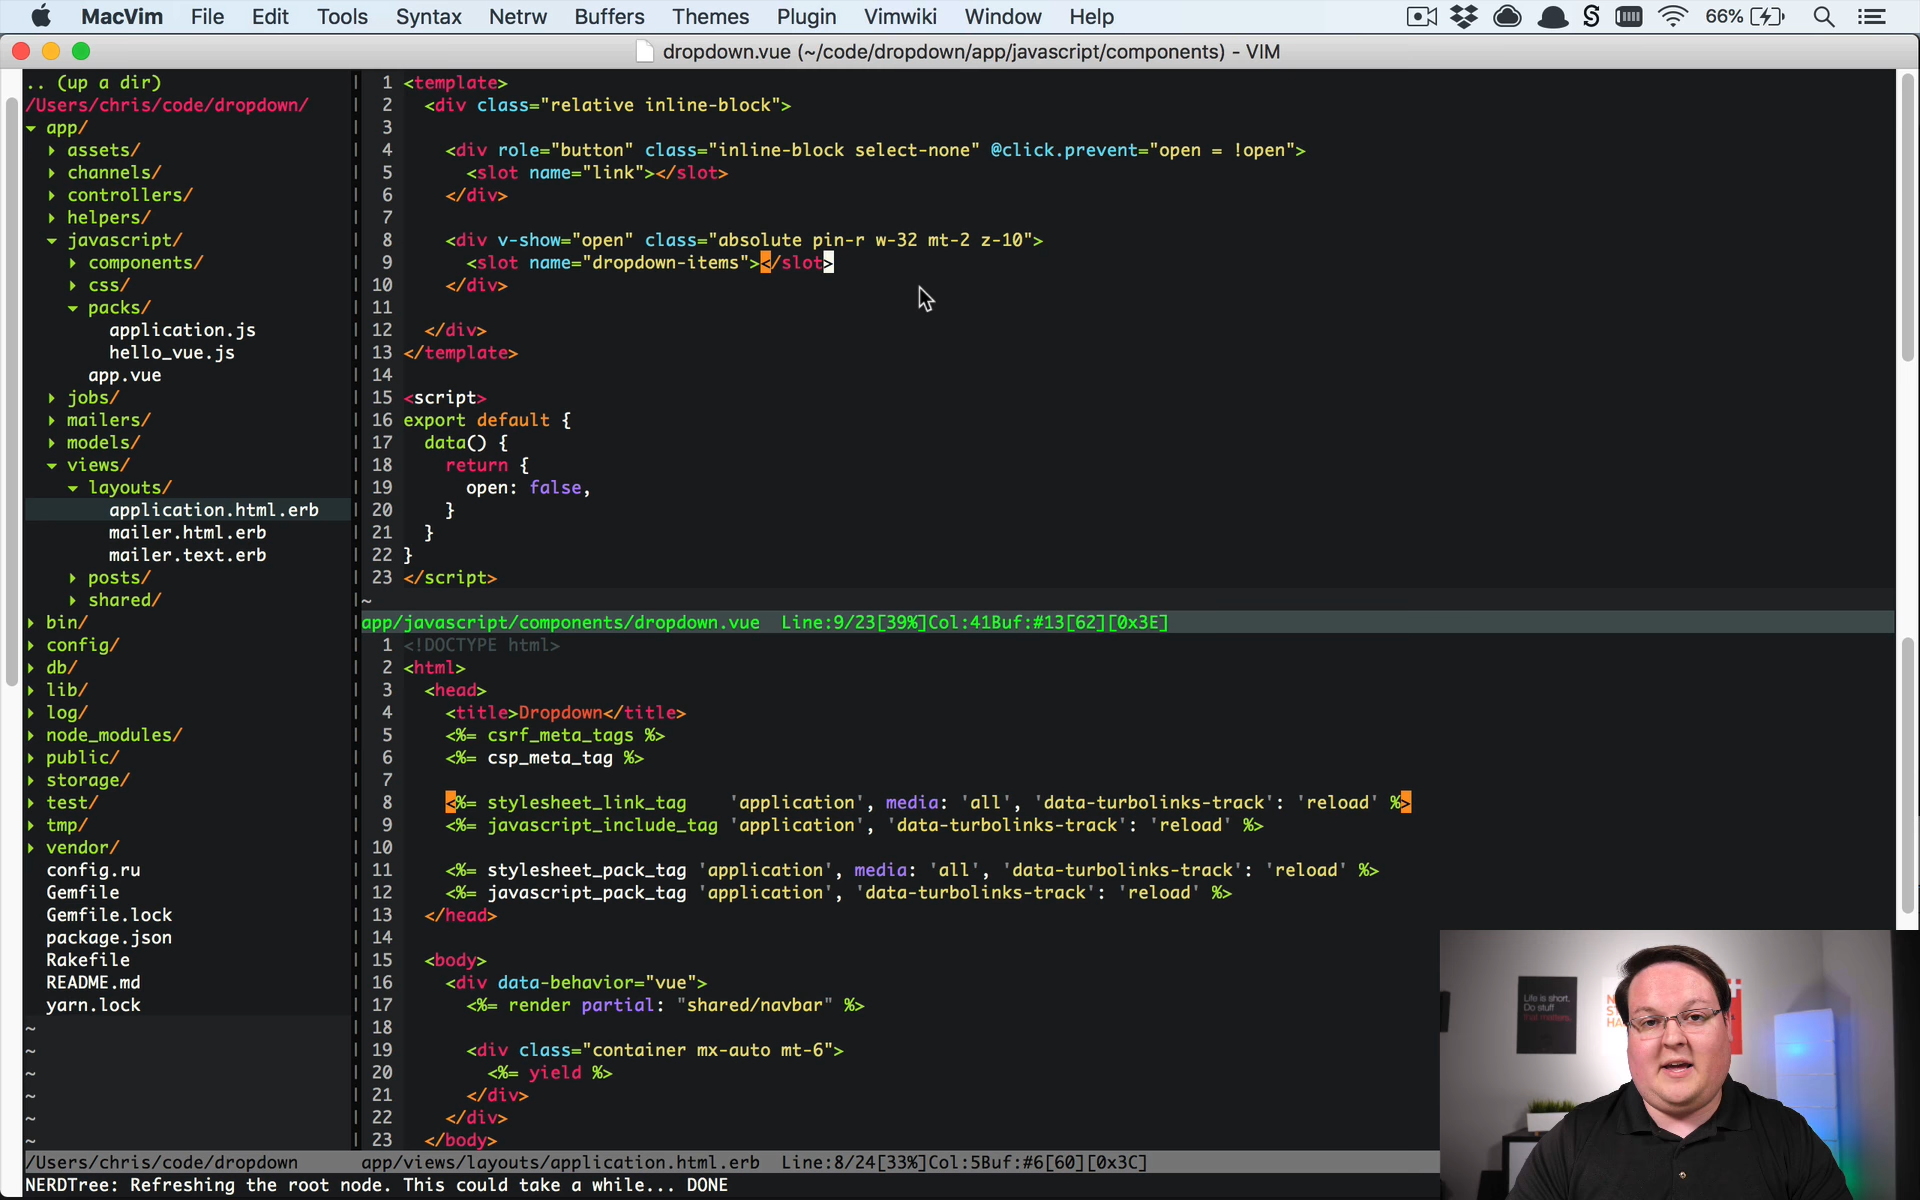 MacVim File Edit Tools Syntax Netrw Buffers Themes Plugin Vimwiki Window Help 66%
dropdown.vue (~/code/dropdown/app/javascript/components) - VIM
.. (up a dir)
/Users/chris/code/dropdown/
app/
assets/
channels/
controllers/
helpers/
javascript/
components/
css/
packs/
application.js
hello_vue.js
app.vue
jobs/
mailers/
models/
views/
layouts/
application.html.erb
mailer.html.erb
mailer.text.erb
posts/
shared/
bin/
config/
db/
lib/
log/
node_modules/
public/
storage/
test/
tmp/
vendor/
config.ru
Gemfile
Gemfile.lock
package.json
Rakefile
README.md
yarn.lock
~
~
~
~
~
~
/Users/chris/code/dropdown
1 <template>
2 <div class="relative inline-block">
3
4 <div role="button" class="inline-block select-none" @click.prevent="open = !open">
5 <slot name="link"></slot>
6 </div>
7
8 <div v-show="open" class="absolute pin-r w-32 mt-2 z-10">
9 <slot name="dropdown-items"></slot>
10 </div>
11
12 </div>
13 </template>
14
15 <script>
16 export default {
17 data() {
18 return {
19 open: false,
20 }
21 }
22 }
23 </script>
~
app/javascript/components/dropdown.vue Line:9/23[39%]Col:41Buf:#13[62][0x3E]
1 <!DOCTYPE html>
2 <html>
3 <head>
4 <title>Dropdown</title>
5 <%= csrf_meta_tags %>
6 <%= csp_meta_tag %>
7
8 <%= stylesheet_link_tag 'application', media: 'all', 'data-turbolinks-track': 'reload' %>
9 <%= javascript_include_tag 'application', 'data-turbolinks-track': 'reload' %>
10
11 <%= stylesheet_pack_tag 'application', media: 'all', 'data-turbolinks-track': 'reload' %>
12 <%= javascript_pack_tag 'application', 'data-turbolinks-track': 'reload' %>
13 </head>
14
15 <body>
16 <div data-behavior="vue">
17 <%= render partial: "shared/navbar" %>
18
19 <div class="container mx-auto mt-6">
20 <%= yield %>
21 </div>
22 </div>
23 </body>
app/views/layouts/application.html.erb Line:8/24[33%]Col:5Buf:#6[60][0x3C]
NERDTree: Refreshing the root node. This could take a while... DONE
Life is short.
Do stuff
that matters.